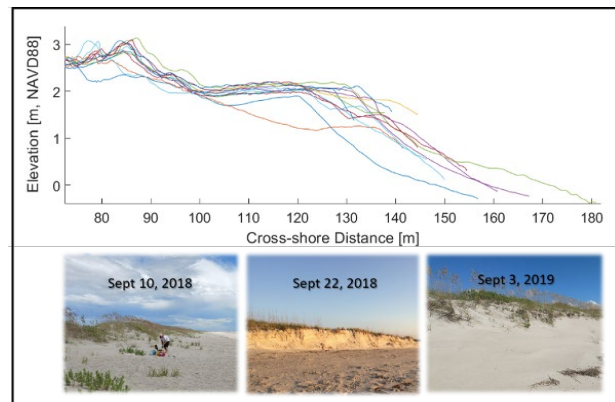 Elevation [m, NAVD88]
3
2
1
0
80 90 100 110 120 130 140 150 160 170 180
Cross-shore Distance [m]
Sept 10, 2018
Sept 22, 2018
Sept 3, 2019